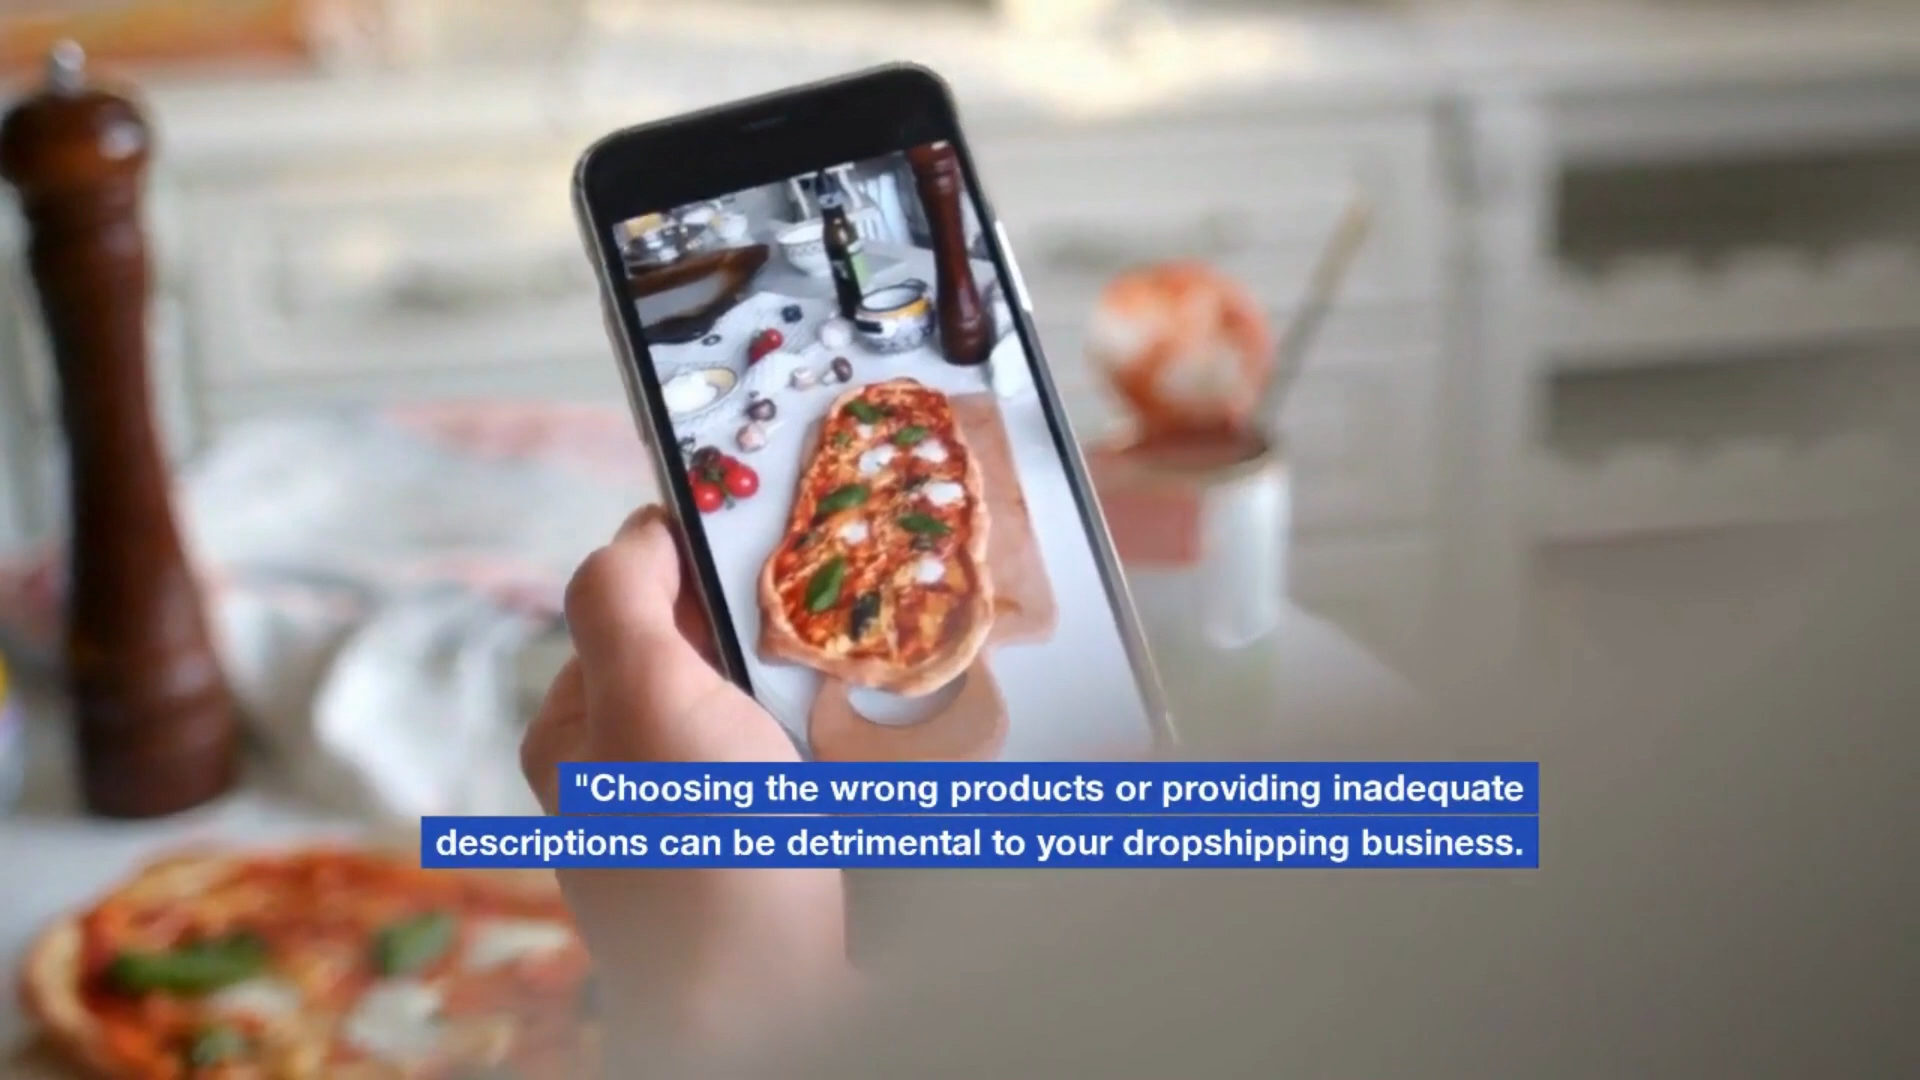 "Choosing the wrong products or providing inadequate
descriptions can be detrimental to your dropshipping business.